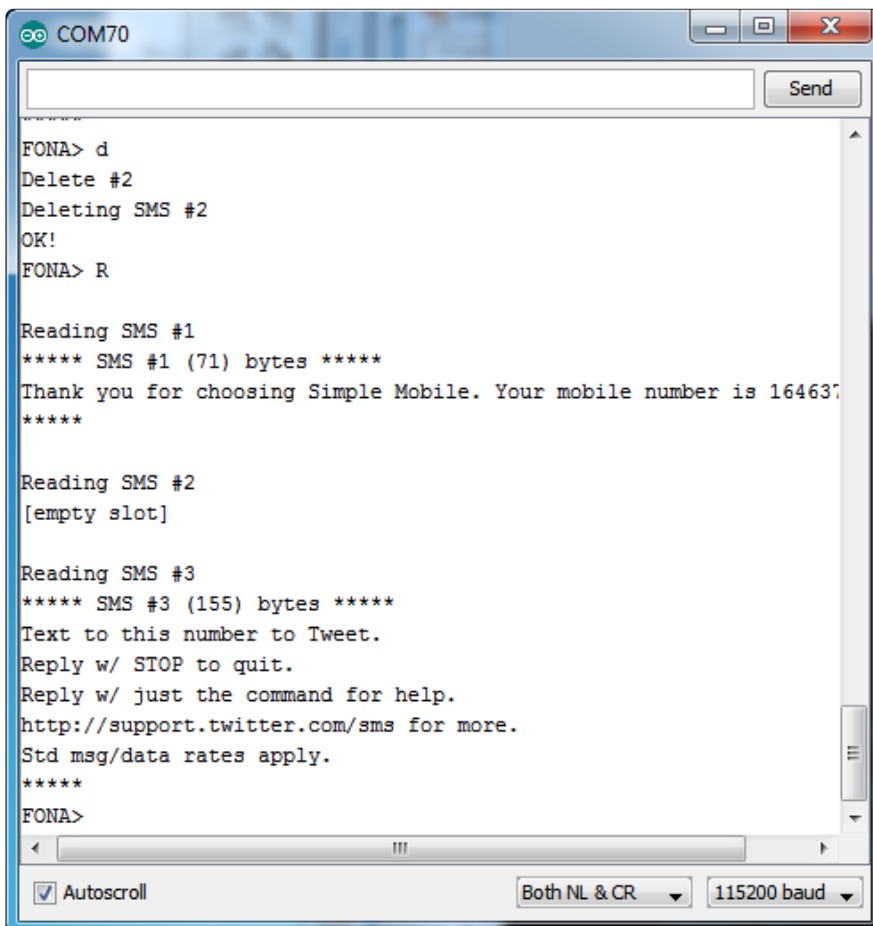 COM70
Send
*****
FONA> d
Delete #2
Deleting SMS #2
OK!
FONA> R
Reading SMS #1
***** SMS #1 (71) bytes *****
Thank you for choosing Simple Mobile. Your mobile number is 164637
*****
Reading SMS #2
[empty slot]
Reading SMS #3
***** SMS #3 (155) bytes *****
Text to this number to Tweet.
Reply w/ STOP to quit.
Reply w/ just the command for help.
http://support.twitter.com/sms for more.
Std msg/data rates apply.
*****
FONA>
Autoscroll Both NL & CR 115200 baud